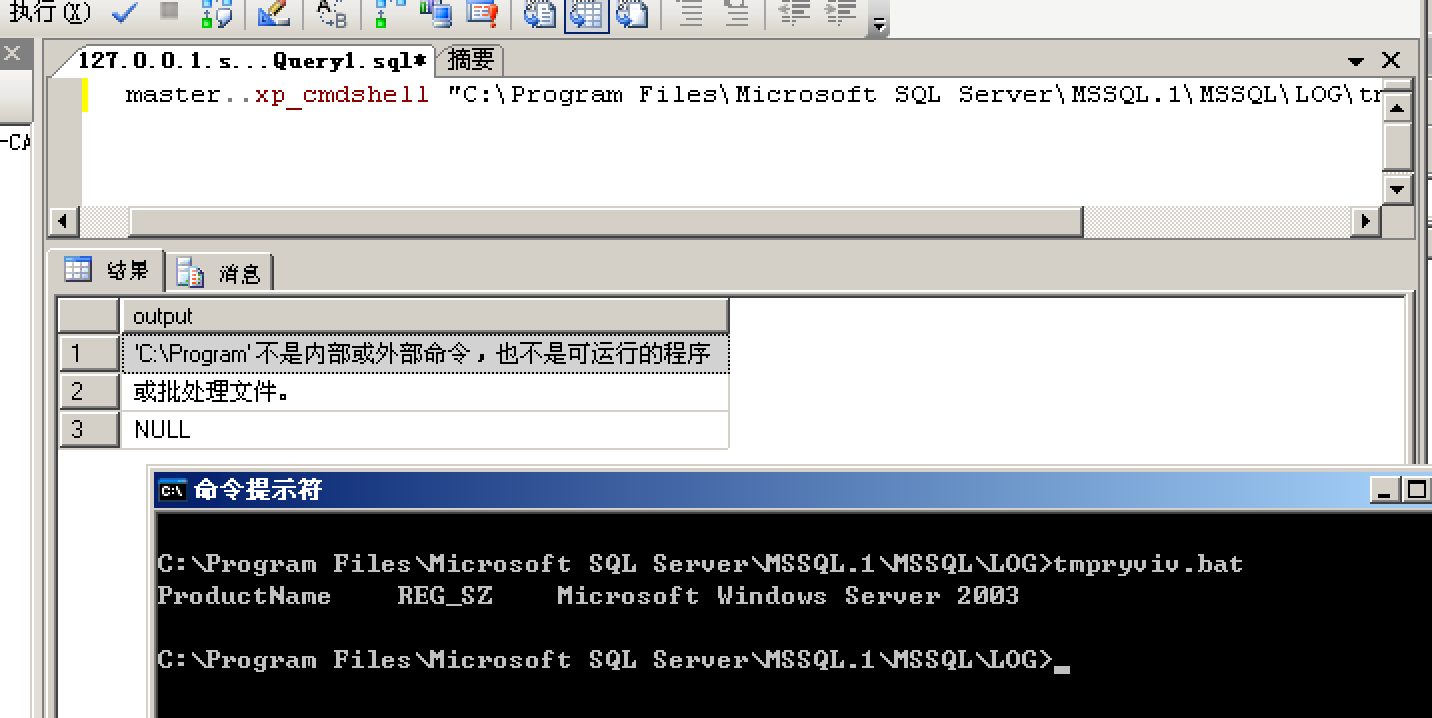 执行(X)
127.0.0.1.s...Query1.sql* 摘要
master..xp_cmdshell "C:\Program Files\Microsoft SQL Server\MSSQL.1\MSSQL\LOG\t
结果 消息
output
1 'C:\Program' 不是内部或外部命令，也不是可运行的程序
2 或批处理文件。
3 NULL
命令提示符
C:\Program Files\Microsoft SQL Server\MSSQL.1\MSSQL\LOG>tmpryviv.bat
ProductName REG_SZ Microsoft Windows Server 2003
C:\Program Files\Microsoft SQL Server\MSSQL.1\MSSQL\LOG>